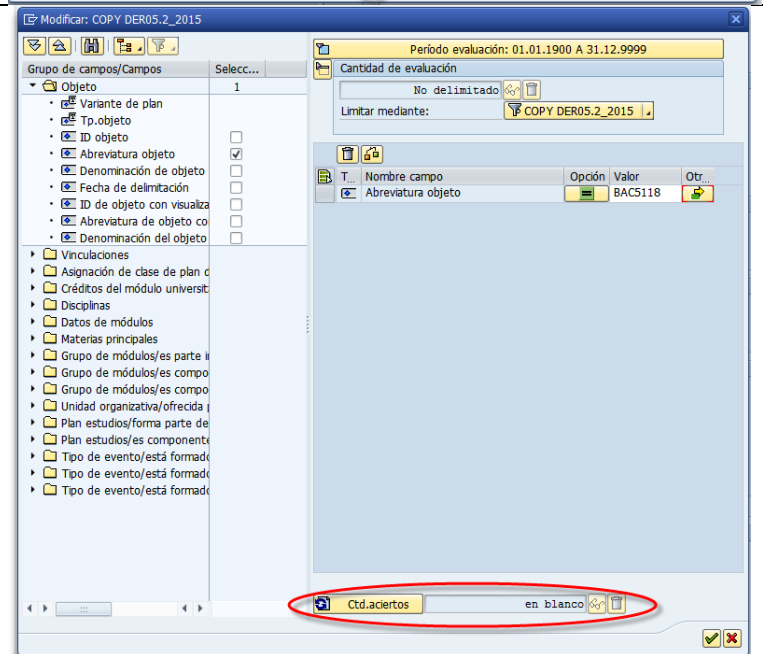 Modificar: COPY DER05.2_2015
Grupo de campos/Campos Selecc...
Objeto 1
Variante de plan
Tp.objeto
ID objeto
Abreviatura objeto
Denominación de objeto
Fecha de delimitación
ID de objeto con visualiza
Abreviatura de objeto co
Denominación del objeto
Vinculaciones
Asignación de clase de plan d
Créditos del módulo universit
Disciplinas
Datos de módulos
Materias principales
Grupo de módulos/es parte i
Grupo de módulos/es compo
Grupo de módulos/es compo
Unidad organizativa/ofrecida
Plan estudios/forma parte de
Plan estudios/es componente
Tipo de evento/está formado
Tipo de evento/está formado
Tipo de evento/está formado
Período evaluación: 01.01.1900 A 31.12.9999
Cantidad de evaluación
No delimitado
Limitar mediante: COPY DER05.2_2015
T... Nombre campo Opción Valor Otr...
Abreviatura objeto = BAC5118
Ctd.aciertos en blanco